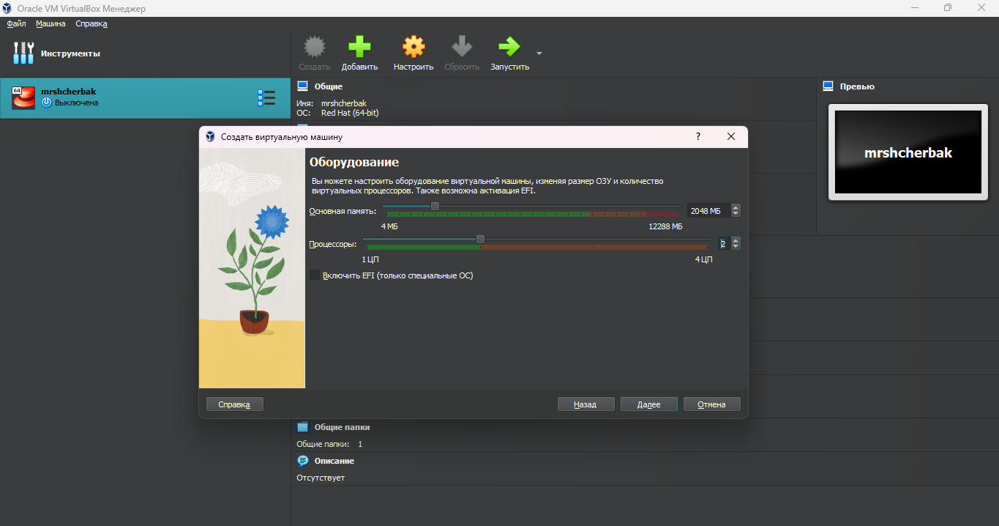 Oracle VM VirtualBox Менеджер
Файл Машина Справка
Инструменты
Создать Добавить Настроить Сбросить Запустить
64
mrshcherbak
Выключена
Общие
Имя: mrshcherbak
ОС: Red Hat (64-bit)
Превью
mrshcherbak
Создать виртуальную машину
?
Оборудование
Вы можете настроить оборудование виртуальной машины, изменяя размер ОЗУ и количество
виртуальных процессоров. Также возможна активация EFI.
Основная память: 2048 МБ
4 МБ 12288 МБ
Процессоры: 2
1 ЦП 4 ЦП
Включить EFI (только специальные ОС)
Справка Назад Далее Отмена
Общие папки
Общие папки: 1
Описание
Отсутствует